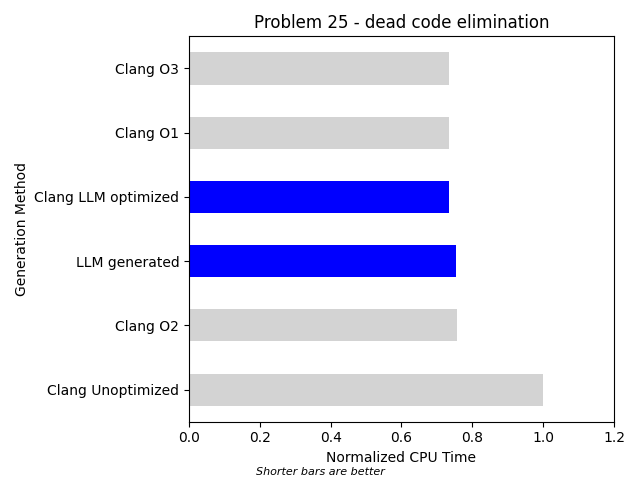 Problem 25 - dead code elimination
Clang O3
Clang O1
Clang LLM optimized
LLM generated
Clang O2
Clang Unoptimized
Generation Method
0.0 0.2 0.4 0.6 0.8 1.0 1.2
Normalized CPU Time
Shorter bars are better